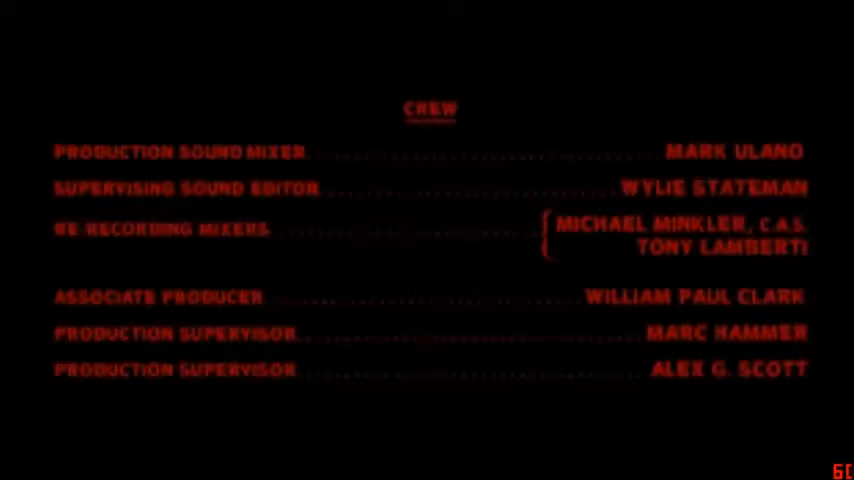 CREW
PRODUCTION SOUND MIXER MARK ULANO
SUPERVISING SOUND EDITOR WYLIE STATEMAN
RE RECORDING MIXERS MICHAEL MINKLER, C.A.S.
TONY LAMBERTI
ASSOCIATE PRODUCER WILLIAM PAUL CLARK
PRODUCTION SUPERVISOR MARC HAMMER
PRODUCTION SUPERVISOR ALEX G. SCOTT